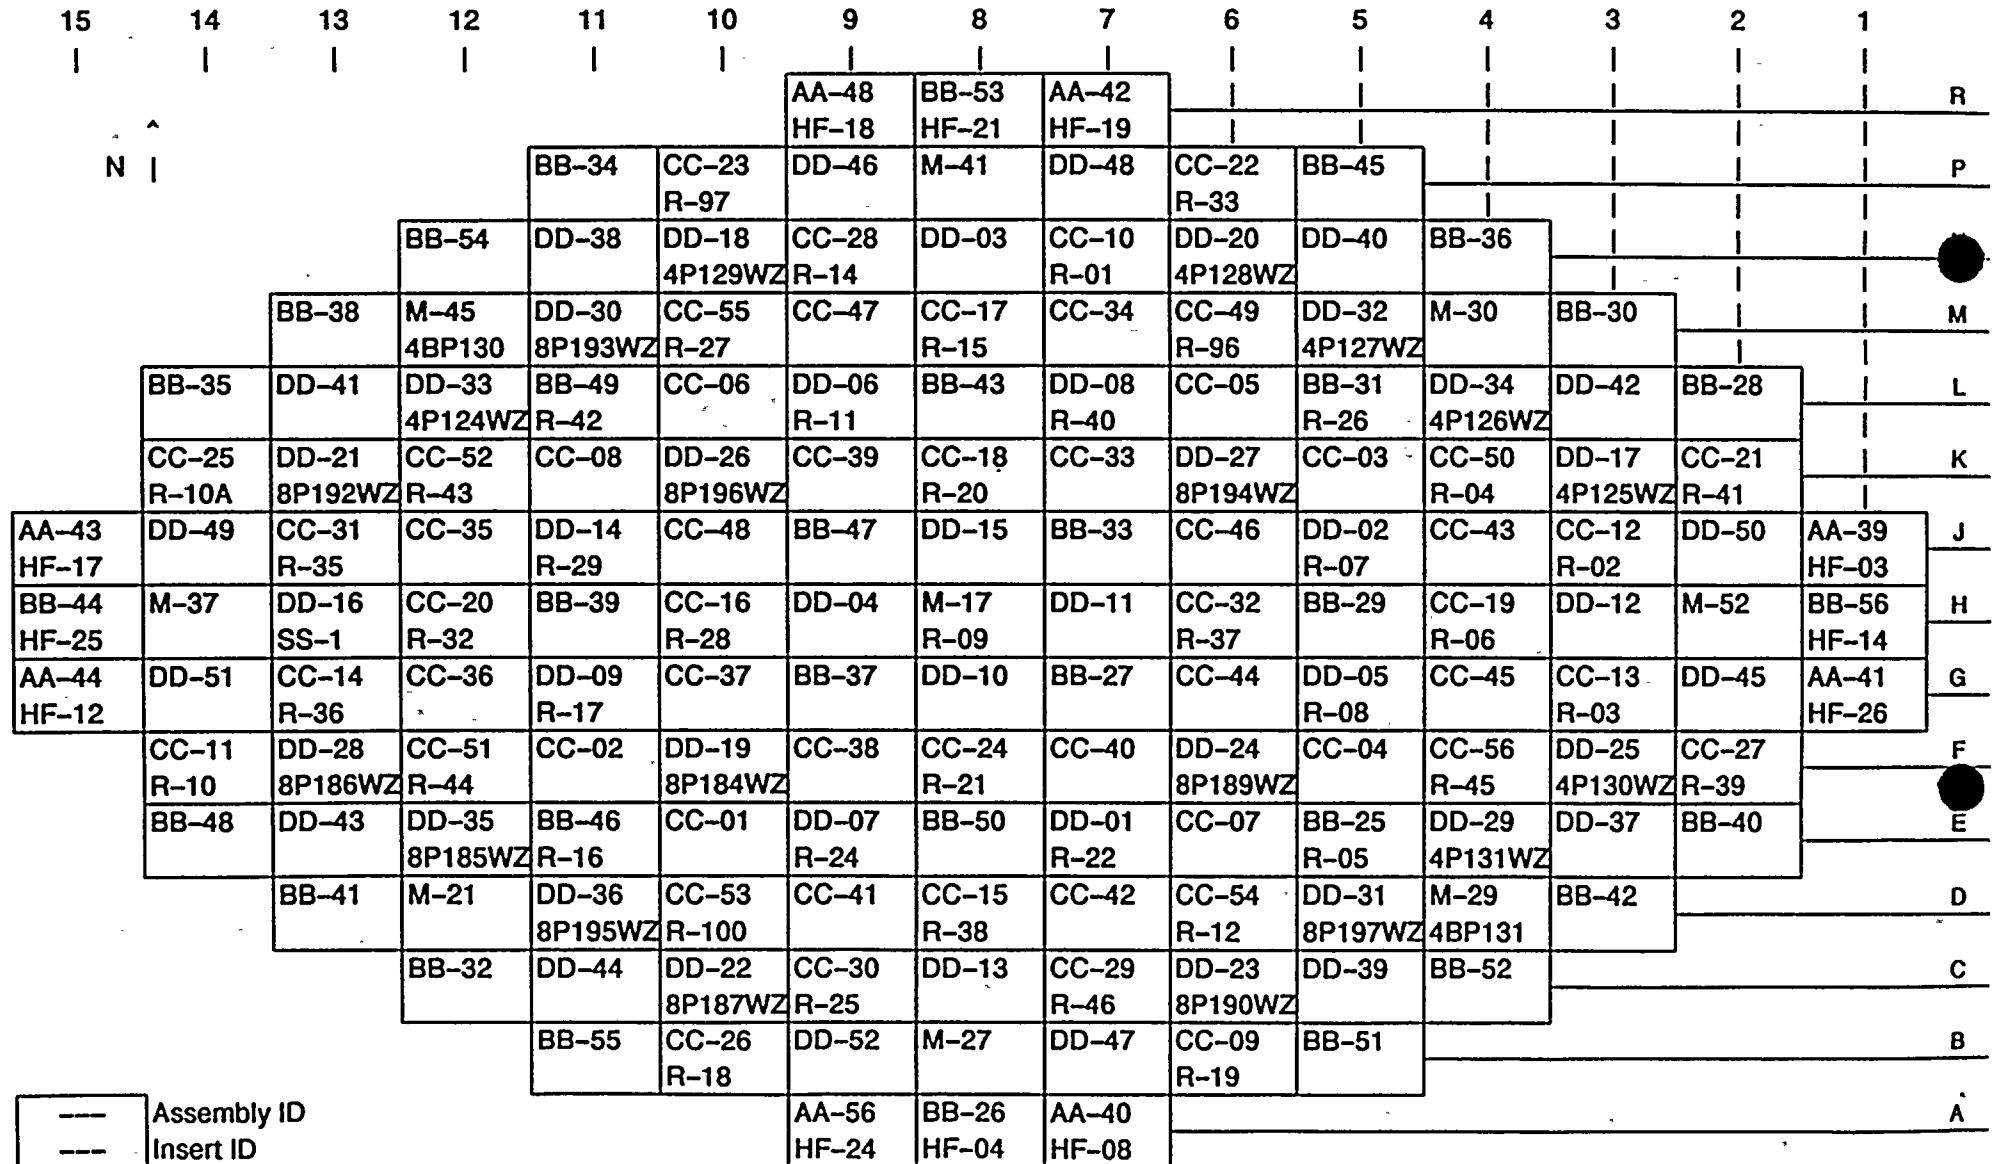 15 14 13 12 11 10 9 8 7 6 5 4 3 2 1
AA–48 BB–53 AA–42 R
HF–18 HF–21 HF–19
N
BB–34 CC–23 DD–46 M–41 DD–48 CC–22 BB–45 P
R–97 R–33
BB–54 DD–38 DD–18 CC–28 DD–03 CC–10 DD–20 DD–40 BB–36
4P129WZ R–14 R–01 4P128WZ
BB–38 M–45 DD–30 CC–55 CC–47 CC–17 CC–34 CC–49 DD–32 M–30 BB–30 M
4BP130 8P193WZ R–27 R–15 R–96 4P127WZ
BB–35 DD–41 DD–33 BB–49 CC–06 DD–06 BB–43 DD–08 CC–05 BB–31 DD–34 DD–42 BB–28 L
4P124WZ R–42 R–11 R–40 R–26 4P126WZ
CC–25 DD–21 CC–52 CC–08 DD–26 CC–39 CC–18 CC–33 DD–27 CC–03 CC–50 DD–17 CC–21 K
R–10A 8P192WZ R–43 8P196WZ R–20 8P194WZ R–04 4P125WZ R–41
AA–43 DD–49 CC–31 CC–35 DD–14 CC–48 BB–47 DD–15 BB–33 CC–46 DD–02 CC–43 CC–12 DD–50 AA–39 J
HF–17 R–35 R–29 R–07 R–02 HF–03
BB–44 M–37 DD–16 CC–20 BB–39 CC–16 DD–04 M–17 DD–11 CC–32 BB–29 CC–19 DD–12 M–52 BB–56 H
HF–25 SS–1 R–32 R–28 R–09 R–37 R–06 HF–14
AA–44 DD–51 CC–14 CC–36 DD–09 CC–37 BB–37 DD–10 BB–27 CC–44 DD–05 CC–45 CC–13 DD–45 AA–41 G
HF–12 R–36 R–17 R–08 R–03 HF–26
CC–11 DD–28 CC–51 CC–02 DD–19 CC–38 CC–24 CC–40 DD–24 CC–04 CC–56 DD–25 CC–27 F
R–10 8P186WZ R–44 8P184WZ R–21 8P189WZ R–45 4P130WZ R–39
BB–48 DD–43 DD–35 BB–46 CC–01 DD–07 BB–50 DD–01 CC–07 BB–25 DD–29 DD–37 BB–40 E
8P185WZ R–16 R–24 R–22 R–05 4P131WZ
BB–41 M–21 DD–36 CC–53 CC–41 CC–15 CC–42 CC–54 DD–31 M–29 BB–42 D
8P195WZ R–100 R–38 R–12 8P197WZ 4BP131
BB–32 DD–44 DD–22 CC–30 DD–13 CC–29 DD–23 DD–39 BB–52 C
8P187WZ R–25 R–46 8P190WZ
BB–55 CC–26 DD–52 M–27 DD–47 CC–09 BB–51 B
R–18 R–19
--- Assembly ID AA–56 BB–26 AA–40 A
--- Insert ID HF–24 HF–04 HF–08